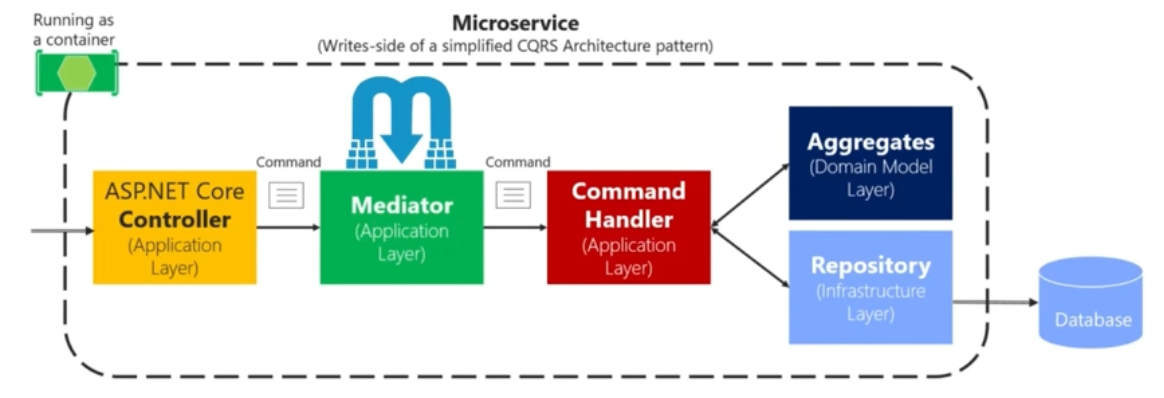 Running as
a container
Microservice
(Writes-side of a simplified CQRS Architecture pattern)
ASP.NET Core
Controller
(Application
Layer)
Command
Mediator
(Application
Layer)
Command
Command
Handler
(Application
Layer)
Aggregates
(Domain Model
Layer)
Repository
(Infrastructure
Layer)
Database